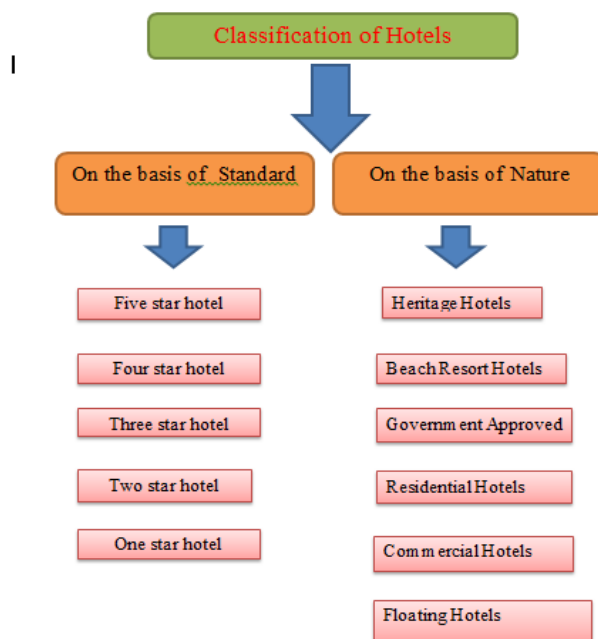 Classification of Hotels
On the basis of Standard
On the basis of Nature
Five star hotel
Four star hotel
Three star hotel
Two star hotel
One star hotel
Heritage Hotels
Beach Resort Hotels
Government Approved
Residential Hotels
Commercial Hotels
Floating Hotels